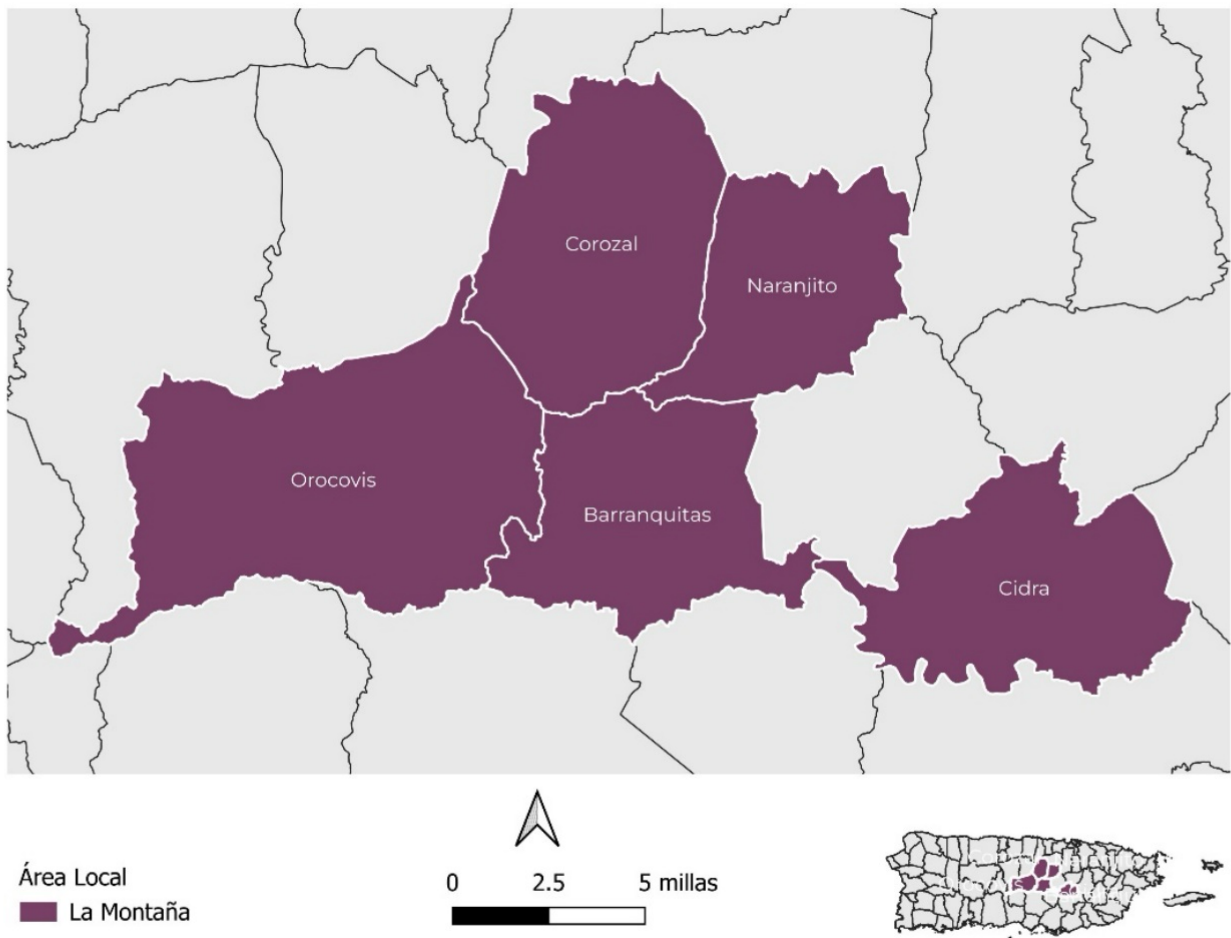 Corozal
Naranjito
Orocovis
Barranquitas
Cidra
Área Local
La Montaña
0 2.5 5 millas